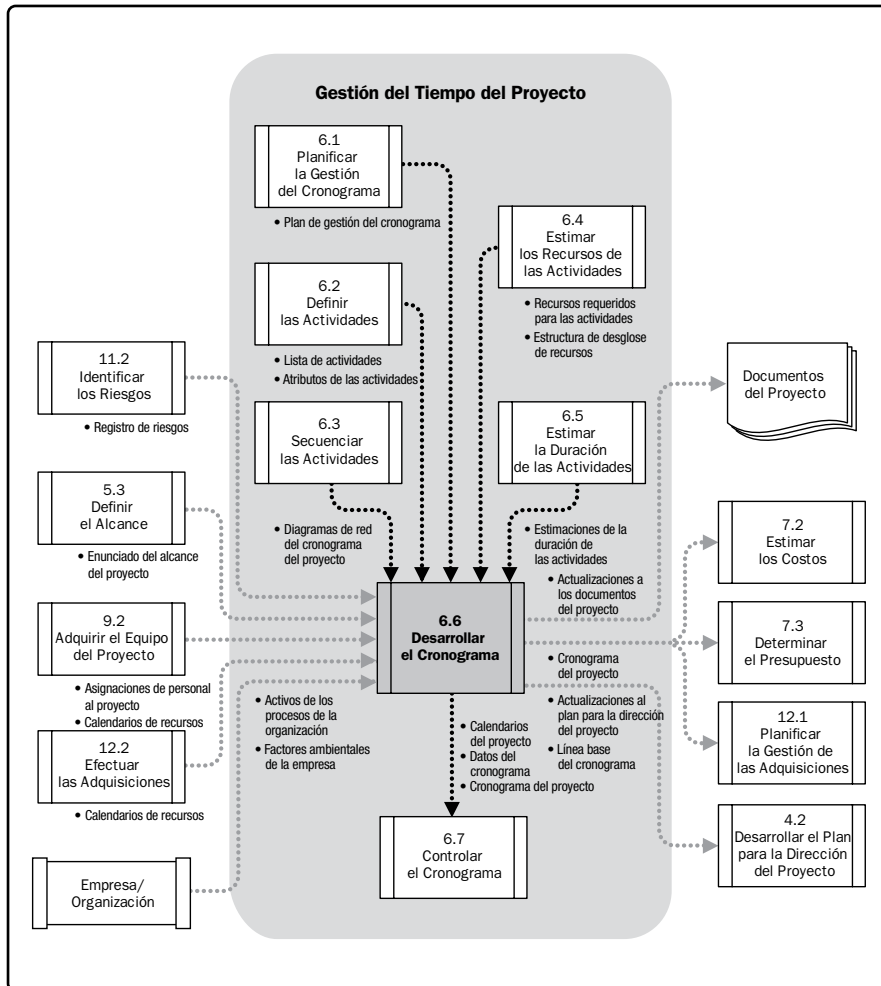 Gestión del Tiempo del Proyecto
6.1
Planificar
la Gestión
del Cronograma
• Plan de gestión del cronograma
6.4
Estimar
los Recursos de
las Actividades
• Recursos requeridos
para las actividades
• Estructura de desglose
de recursos
6.2
Definir
las Actividades
• Lista de actividades
• Atributos de las actividades
11.2
Identificar
los Riesgos
• Registro de riesgos
Documentos
del Proyecto
6.3
Secuenciar
las Actividades
• Diagramas de red
del cronograma
del proyecto
6.5
Estimar
la Duración
de las Actividades
• Estimaciones de la
duración de
las actividades
• Actualizaciones a
los documentos
del proyecto
5.3
Definir
el Alcance
• Enunciado del alcance
del proyecto
7.2
Estimar
los Costos
6.6
Desarrollar
el Cronograma
9.2
Adquirir el Equipo
del Proyecto
• Asignaciones de personal
al proyecto
• Calendarios de recursos
7.3
Determinar
el Presupuesto
• Cronograma
del proyecto
• Actualizaciones al
plan para la dirección
del proyecto
• Línea base
del cronograma
• Activos de los
procesos de la
organización
• Factores ambientales
de la empresa
• Calendarios
del proyecto
• Datos del
cronograma
• Cronograma del proyecto
12.2
Efectuar
las Adquisiciones
• Calendarios de recursos
12.1
Planificar
la Gestión de
las Adquisiciones
6.7
Controlar
el Cronograma
4.2
Desarrollar el Plan
para la Dirección
del Proyecto
Empresa/
Organización